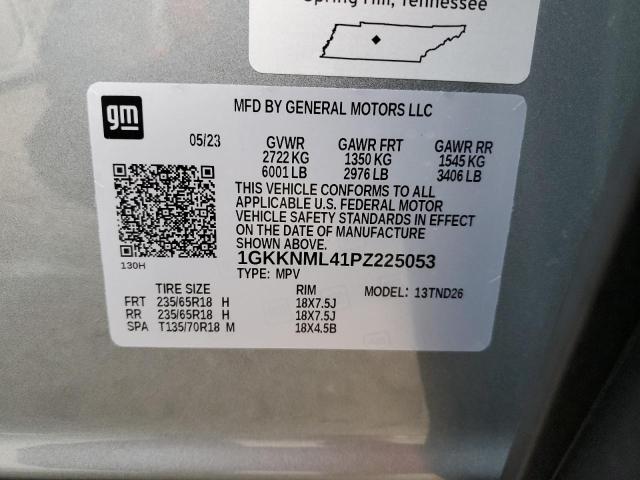 Spring Hill, Tennessee
gm
MFD BY GENERAL MOTORS LLC
05/23 GVWR GAWR FRT GAWR RR
2722 KG 1350 KG 1545 KG
6001 LB 2976 LB 3406 LB
THIS VEHICLE CONFORMS TO ALL
APPLICABLE U.S. FEDERAL MOTOR
VEHICLE SAFETY STANDARDS IN EFFECT
ON THE DATE OF MANUFACTURE
SHOWN ABOVE.
130H
1GKKNML41PZ225053
TYPE: MPV
TIRE SIZE RIM MODEL: 13TND26
FRT 235/65R18 H 18X7.5J
RR 235/65R18 H 18X7.5J
SPA T135/70R18 M 18X4.5B